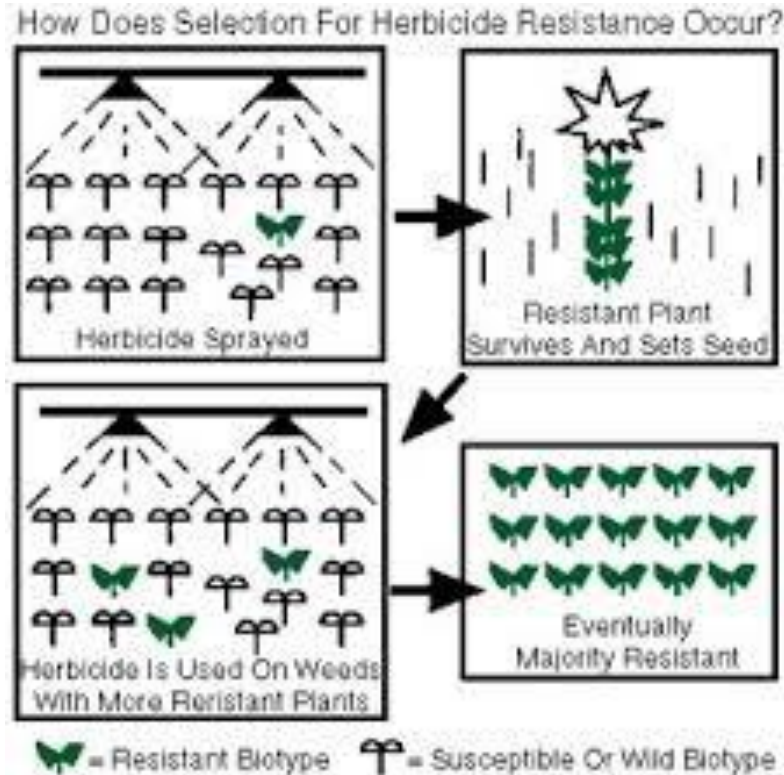 How Does Selection For Herbicide Resistance Occur?
Herbicide Sprayed
Resistant Plant
Survives And Sets Seed
Herbicide Is Used On Weeds
With More Reristant Plants
Eventually
Majority Resistant
= Resistant Biotype = Susceptible Or Wild Biotype